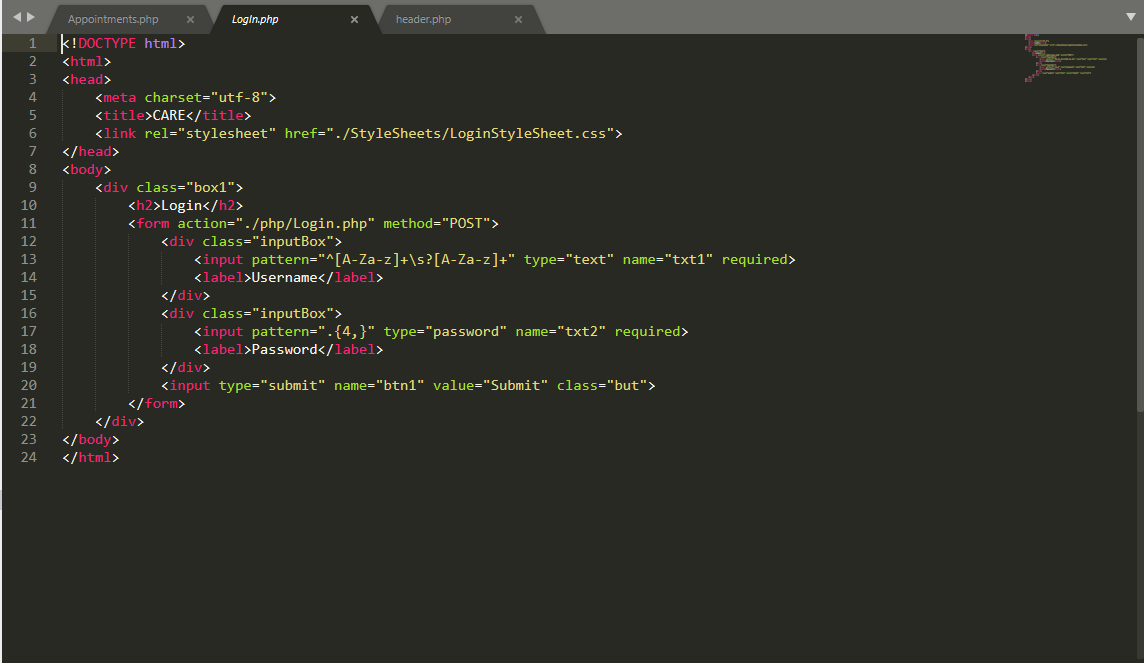 Appointments.php × LogIn.php × header.php ×
1 <!DOCTYPE html>
2 <html>
3 <head>
4 <meta charset="utf-8">
5 <title>CARE</title>
6 <link rel="stylesheet" href="./StyleSheets/LoginStyleSheet.css">
7 </head>
8 <body>
9 <div class="box1">
10 <h2>Login</h2>
11 <form action="./php/Login.php" method="POST">
12 <div class="inputBox">
13 <input pattern="^[A-Za-z]+\s?[A-Za-z]+" type="text" name="txt1" required>
14 <label>Username</label>
15 </div>
16 <div class="inputBox">
17 <input pattern=".{4,}" type="password" name="txt2" required>
18 <label>Password</label>
19 </div>
20 <input type="submit" name="btn1" value="Submit" class="but">
21 </form>
22 </div>
23 </body>
24 </html>